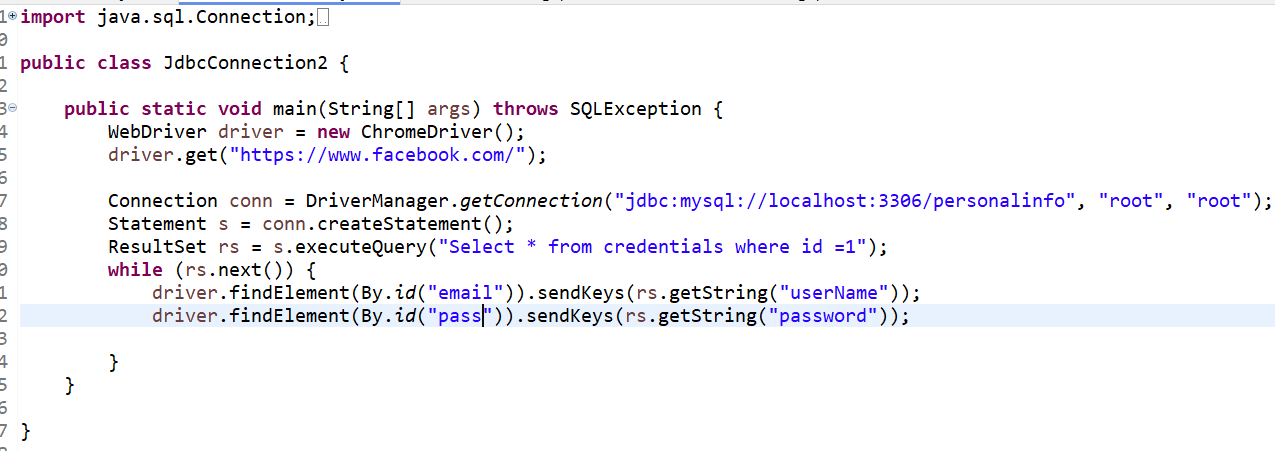 1 import java.sql.Connection;
0
1 public class JdbcConnection2 {
2
3 public static void main(String[] args) throws SQLException {
4 WebDriver driver = new ChromeDriver();
5 driver.get("https://www.facebook.com/");
6
7 Connection conn = DriverManager.getConnection("jdbc:mysql://localhost:3306/personalinfo", "root", "root");
8 Statement s = conn.createStatement();
9 ResultSet rs = s.executeQuery("Select * from credentials where id =1");
0 while (rs.next()) {
1 driver.findElement(By.id("email")).sendKeys(rs.getString("userName"));
2 driver.findElement(By.id("pass")).sendKeys(rs.getString("password"));
3
4 }
5 }
6
7 }